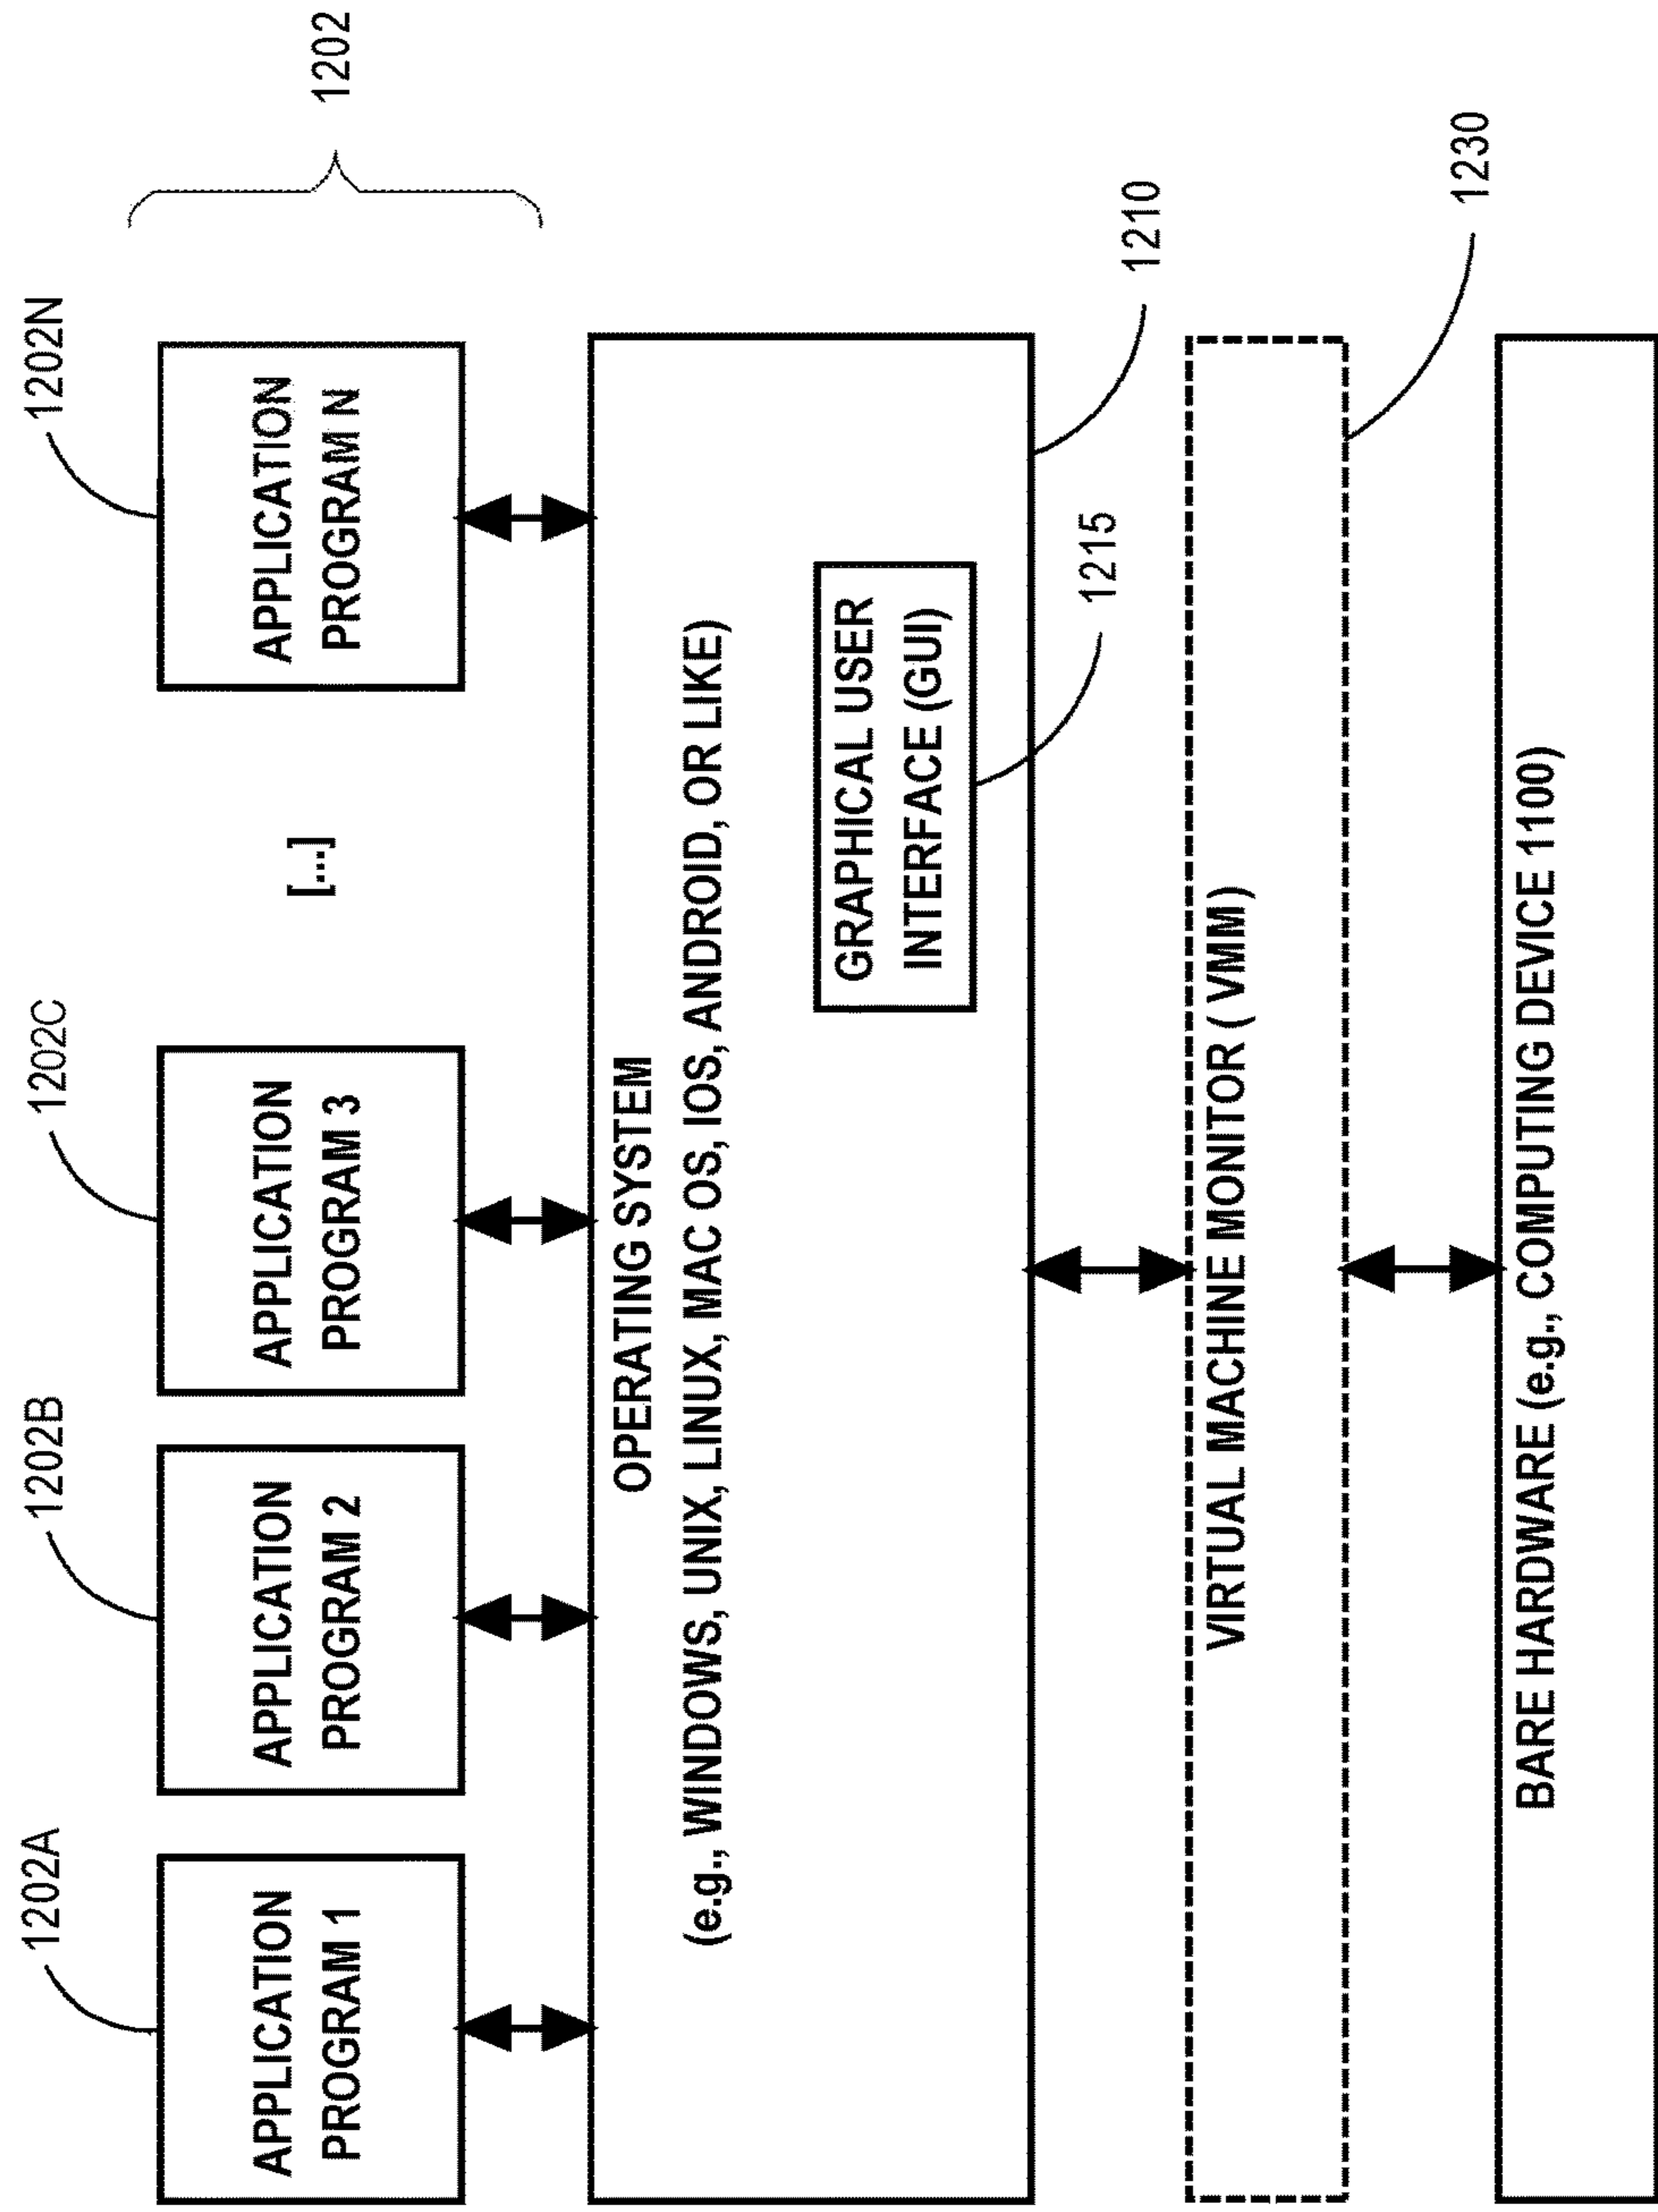 1202
1202A
1202B
1202C
1202N
APPLICATION
PROGRAM 1
APPLICATION
PROGRAM 2
APPLICATION
PROGRAM 3
[...]
APPLICATION
PROGRAM N
OPERATING SYSTEM
(e.g., WINDOWS, UNIX, LINUX, MAC OS, IOS, ANDROID, OR LIKE)
GRAPHICAL USER
INTERFACE (GUI)
1215
1210
VIRTUAL MACHINE MONITOR ( VMM)
1230
BARE HARDWARE (e.g., COMPUTING DEVICE 1100)